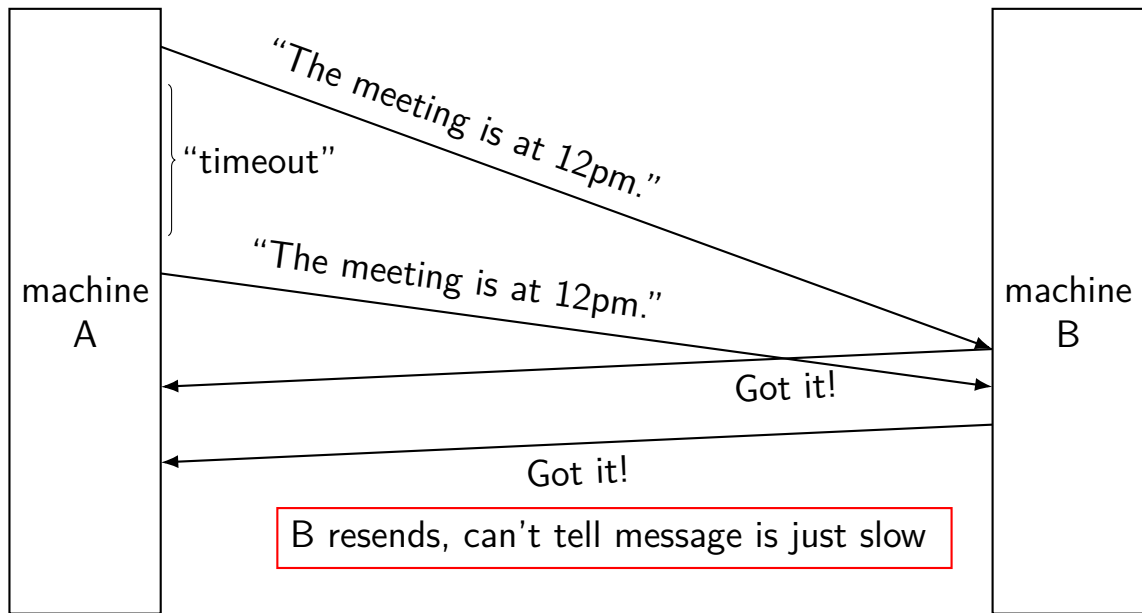 “The meeting is at 12pm.”
“timeout”
“The meeting is at 12pm.”
machine
A
machine
B
Got it!
Got it!
B resends, can't tell message is just slow